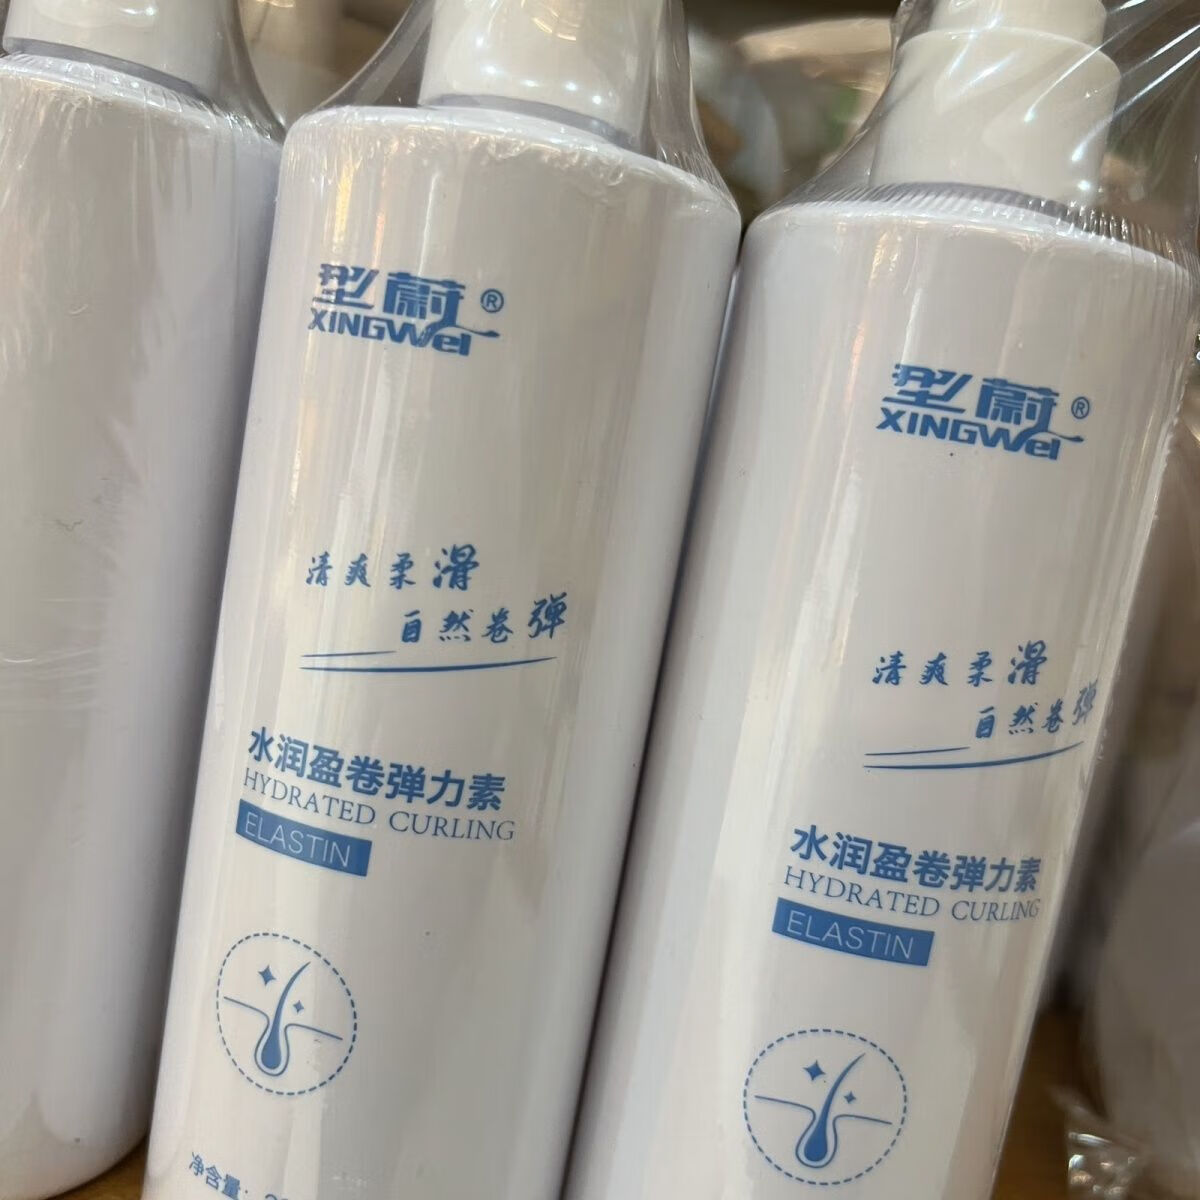 型蔚®
XINGWei
清爽柔滑
自然卷弹
水润盈卷弹力素
HYDRATED CURLING
ELASTIN
净含量:
型蔚®
XINGWei
清爽柔滑
自然卷弹
水润盈卷弹力素
HYDRATED CURLING
ELASTIN